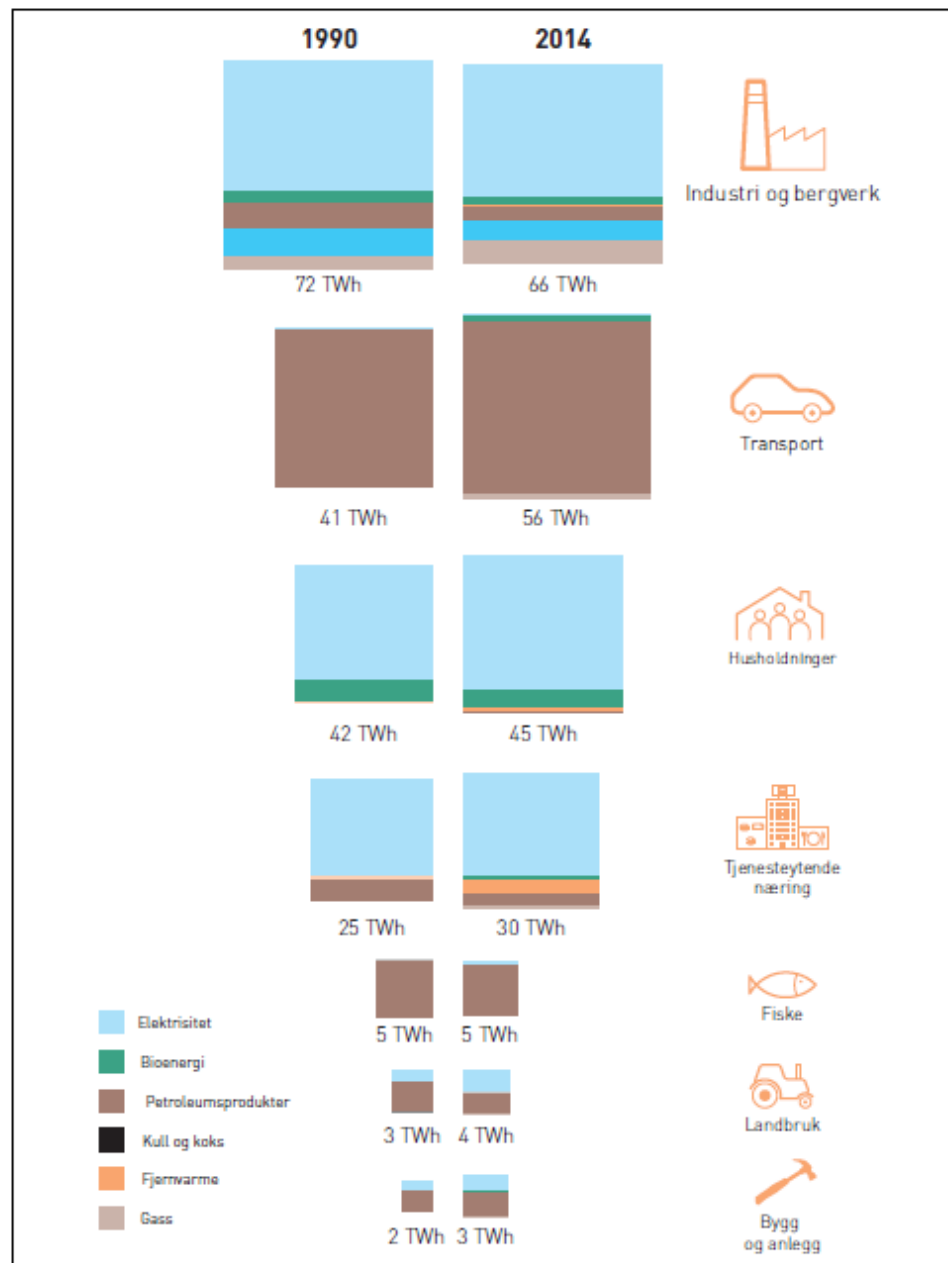 1990 2014
Industri og bergverk
72 TWh 66 TWh
Transport
41 TWh 56 TWh
Husholdninger
42 TWh 45 TWh
Tjenesteytende
næring
25 TWh 30 TWh
Fiske
5 TWh 5 TWh
Landbruk
3 TWh 4 TWh
Bygg
og anlegg
2 TWh 3 TWh
Elektrisitet
Bioenergi
Petroleumsprodukter
Kull og koks
Fjernvarme
Gass